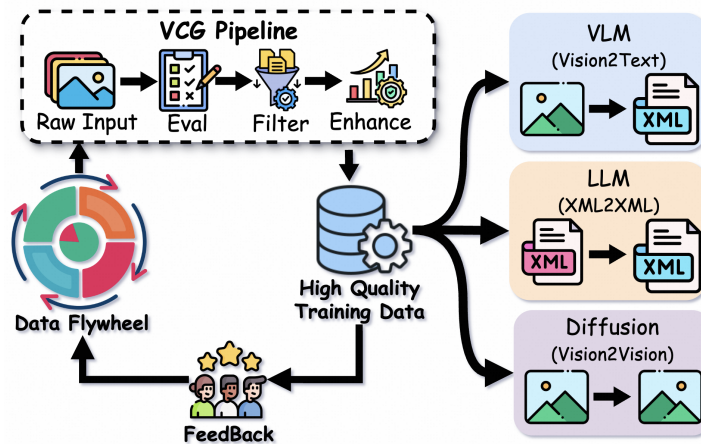 VCG Pipeline
Raw Input
Eval
Filter
Enhance
VLM
(Vision2Text)
XML
LLM
(XML2XML)
XML
XML
Diffusion
(Vision2Vision)
High Quality
Training Data
Data Flywheel
FeedBack